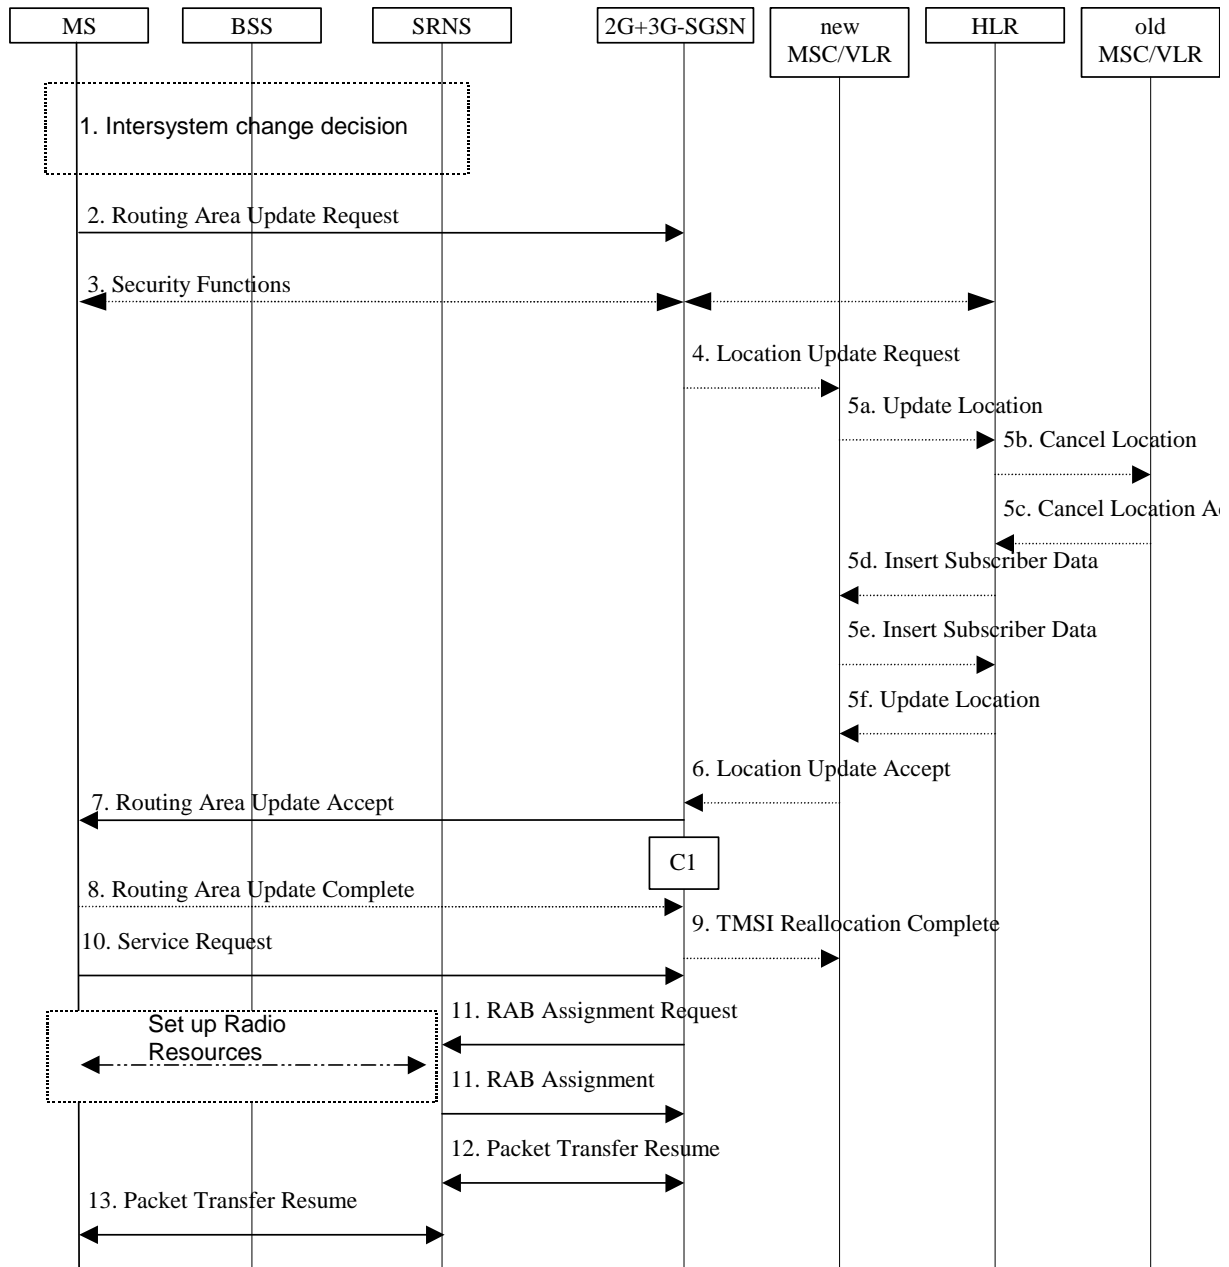 MS
BSS
SRNS
2G+3G-SGSN
new
MSC/VLR
HLR
old
MSC/VLR
1. Intersystem change decision
2. Routing Area Update Request
3. Security Functions
4. Location Update Request
5a. Update Location
5b. Cancel Location
5c. Cancel Location
5d. Insert Subscriber Data
5e. Insert Subscriber Data
5f. Update Location
6. Location Update Accept
7. Routing Area Update Accept
C1
8. Routing Area Update Complete
9. TMSI Reallocation Complete
10. Service Request
11. RAB Assignment Request
Set up Radio
Resources
11. RAB Assignment
12. Packet Transfer Resume
13. Packet Transfer Resume